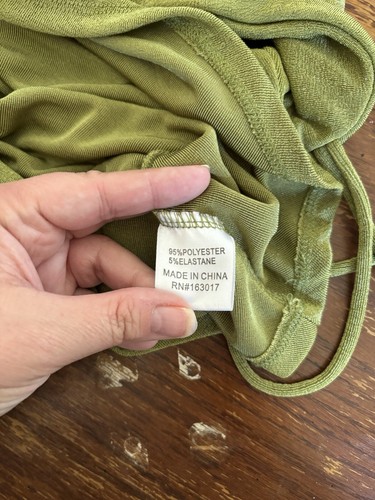 95%POLYESTER
5%ELASTANE
MADE IN CHINA
RN#163017